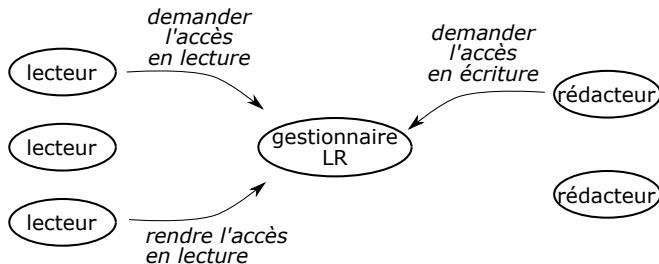 demander
l'accès
en lecture
demander
l'accès
en écriture
lecteur
rédacteur
lecteur
gestionnaire
LR
rédacteur
lecteur
rendre l'accès
en lecture